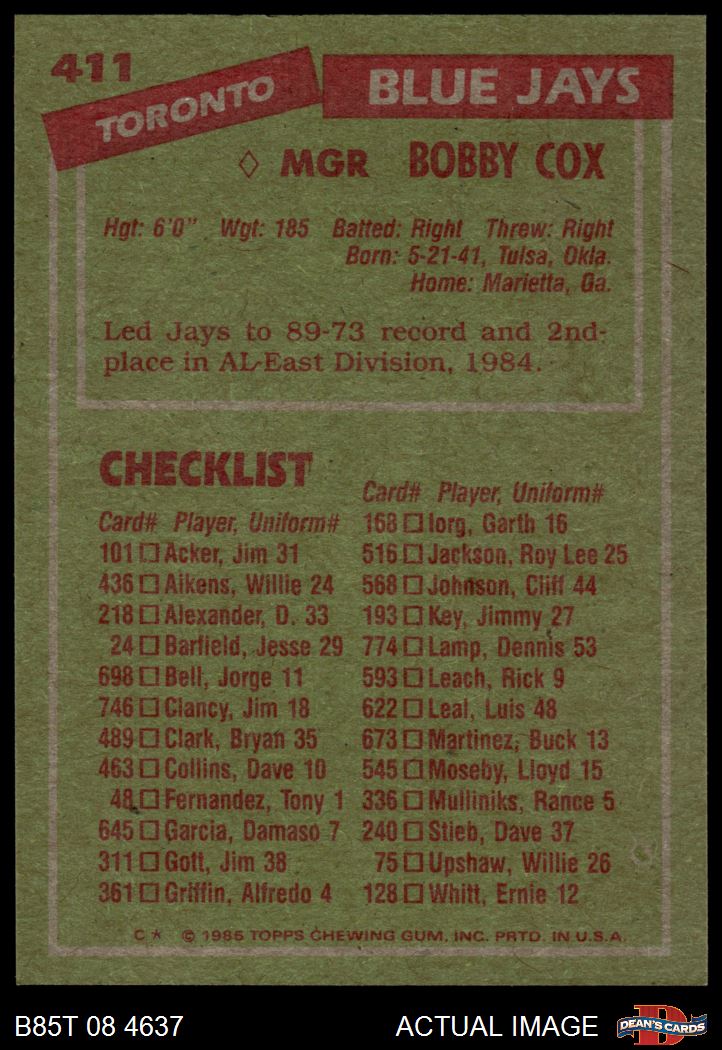 411
TORONTO BLUE JAYS
◇ MGR BOBBY COX
Hgt: 6'0" Wgt: 185 Batted: Right Threw: Right
Born: 5-21-41, Tulsa, Okla.
Home: Marietta, Ga.
Led Jays to 89-73 record and 2nd-
place in AL-East Division, 1984.
CHECKLIST
Card# Player, Uniform#
101 □ Acker, Jim 31
436 □ Aikens, Willie 24
218 □ Alexander, D. 33
24 □ Barfield, Jesse 29
698 □ Bell, Jorge 11
746 □ Clancy, Jim 18
489 □ Clark, Bryan 35
463 □ Collins, Dave 10
48 □ Fernandez, Tony 1
645 □ Garcia, Damaso 7
311 □ Gott, Jim 38
361 □ Griffin, Alfredo 4
Card# Player, Uniform#
168 □ Iorg, Garth 16
516 □ Jackson, Roy Lee 25
568 □ Johnson, Cliff 44
193 □ Key, Jimmy 27
774 □ Lamp, Dennis 53
593 □ Leach, Rick 9
622 □ Leal, Luis 48
673 □ Martinez, Buck 13
545 □ Moseby, Lloyd 15
336 □ Mulliniks, Rance 5
240 □ Stieb, Dave 37
75 □ Upshaw, Willie 26
128 □ Whitt, Ernie 12
C* © 1985 TOPPS CHEWING GUM, INC. PRTD. IN U.S.A.
B85T 08 4637
ACTUAL IMAGE
D
DEAN'S CARDS